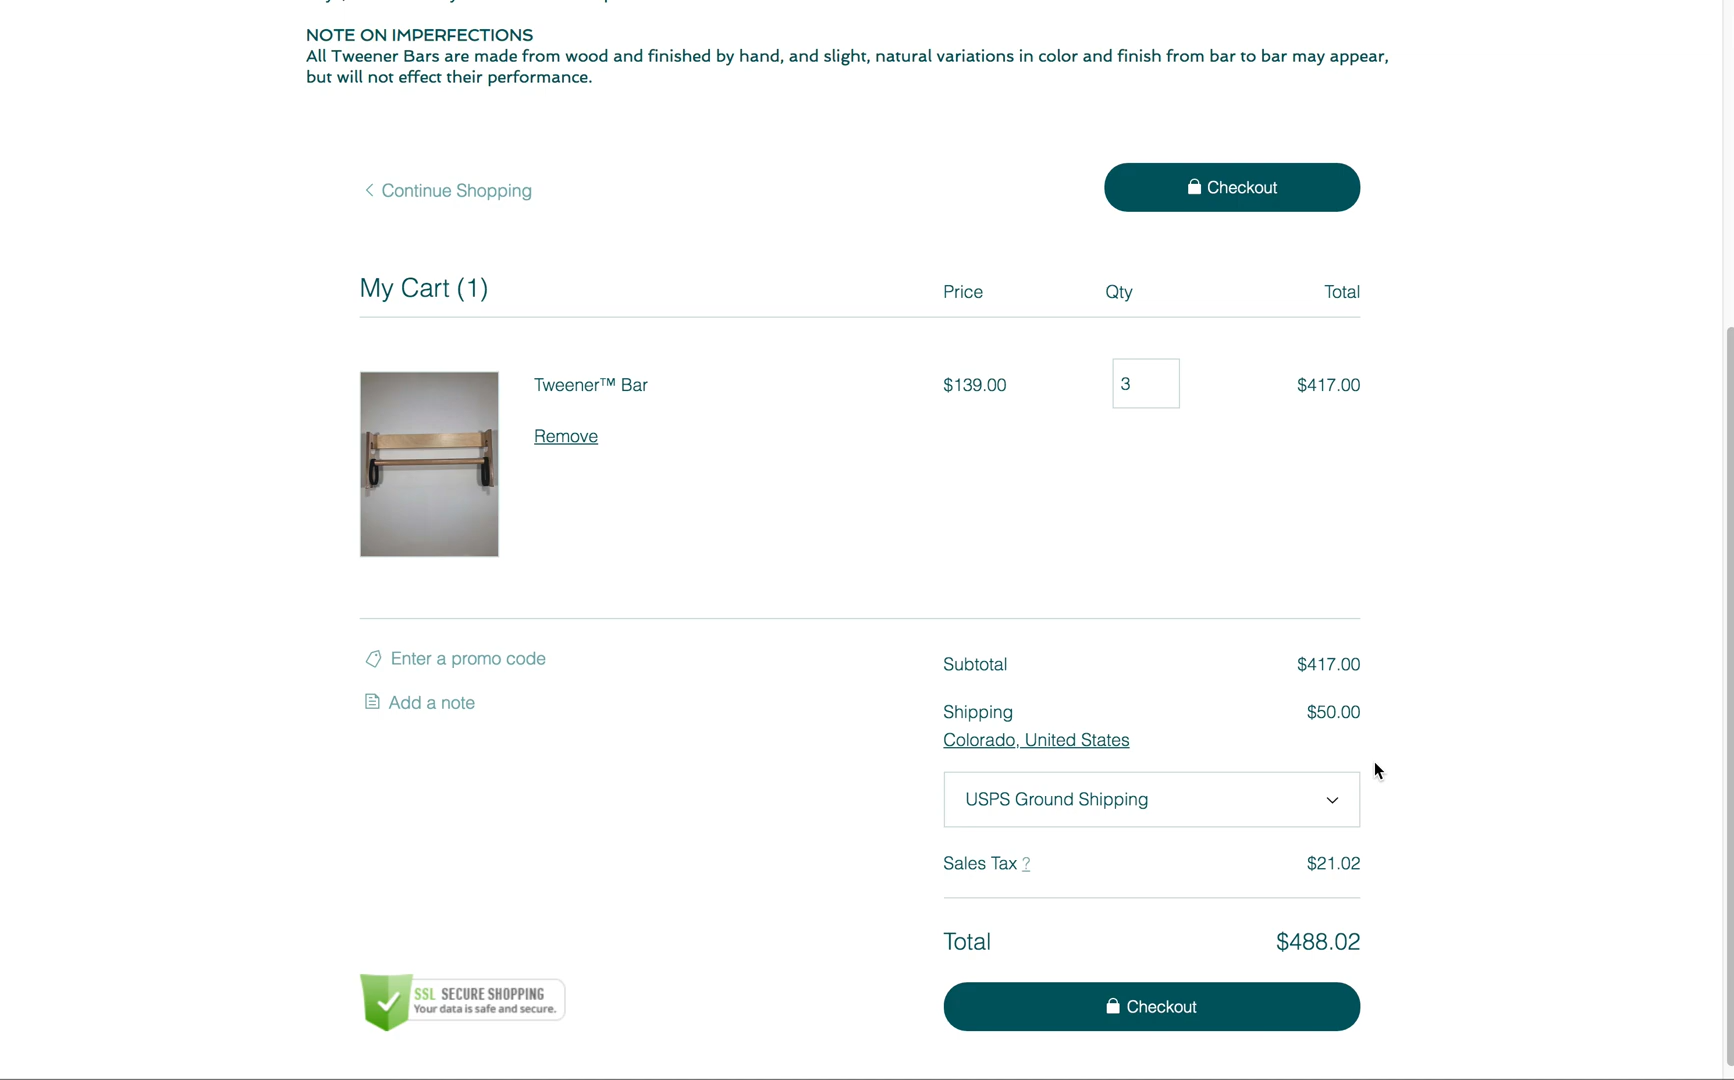 NOTE ON IMPERFECTIONS
All Tweener Bars are made from wood and finished by hand, and slight, natural variations in color and finish from bar to bar may appear,
but will not effect their performance.
< Continue Shopping
Checkout
My Cart (1) Price Qty Total
Tweener™ Bar $139.00 3 $417.00
Remove
Enter a promo code
Add a note
Subtotal $417.00
Shipping $50.00
Colorado, United States
USPS Ground Shipping
Sales Tax ? $21.02
Total $488.02
SSL SECURE SHOPPING
Your data is safe and secure.
Checkout